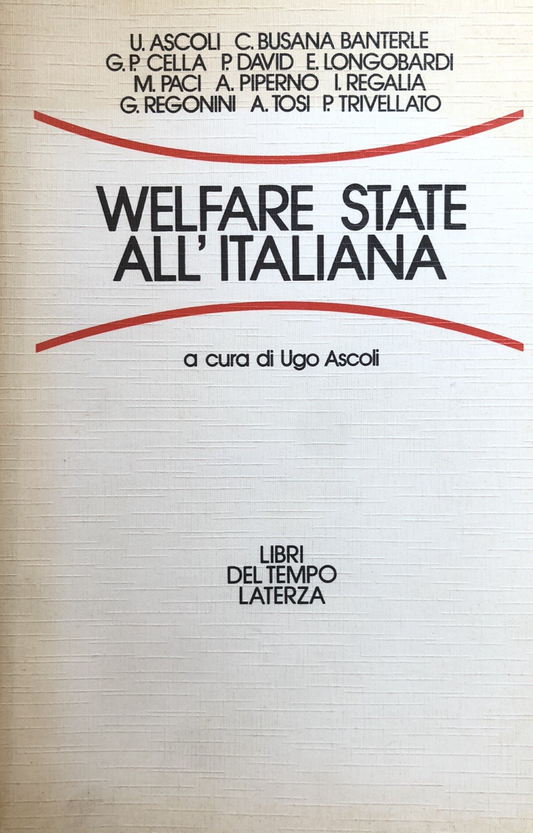 U. ASCOLI C. BUSANA BANTERLE
G. P. CELLA P. DAVID E. LONGOBARDI
M. PACI A. PIPERNO I. REGALIA
G. REGONINI A. TOSI P. TRIVELLATO
WELFARE STATE
ALL'ITALIANA
a cura di Ugo Ascoli
LIBRI
DEL TEMPO
LATERZA